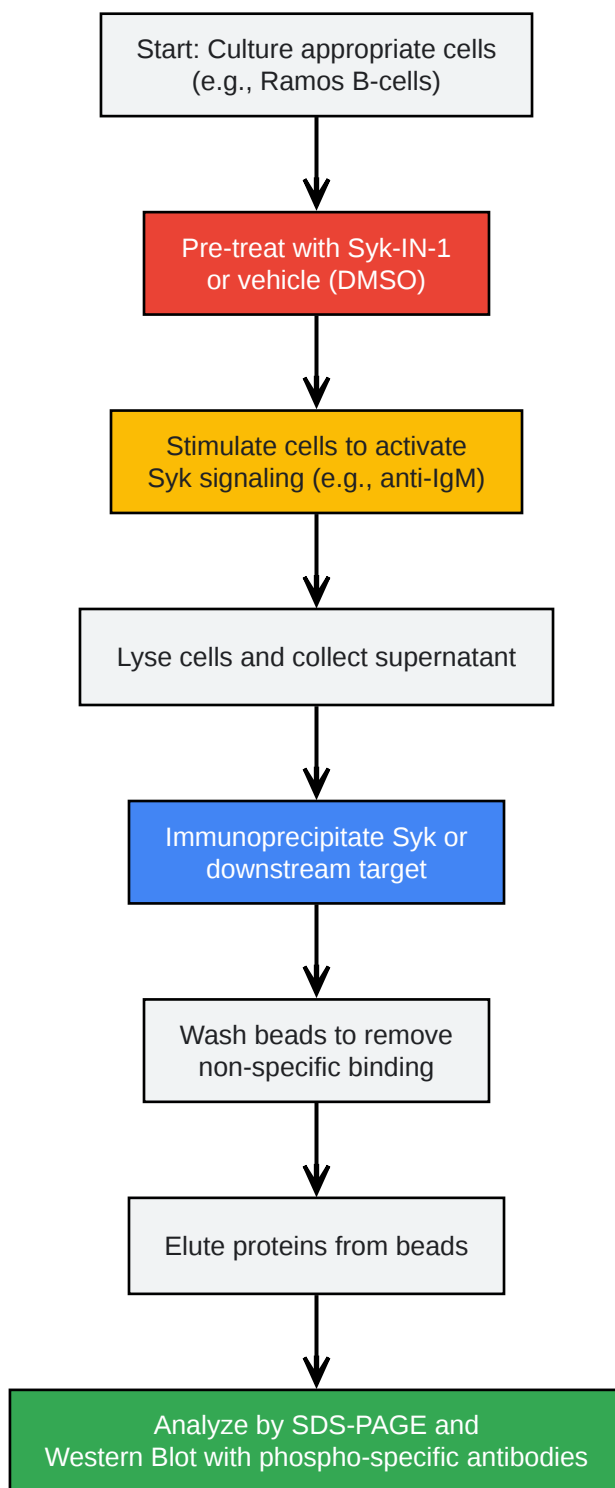 Start: Culture appropriate cells
(e.g., Ramos B-cells)
Pre-treat with Syk-IN-1
or vehicle (DMSO)
Stimulate cells to activate
Syk signaling (e.g., anti-IgM)
Lyse cells and collect supernatant
Immunoprecipitate Syk or
downstream target
Wash beads to remove
non-specific binding
Elute proteins from beads
Analyze by SDS-PAGE and
Western Blot with phospho-specific antibodies